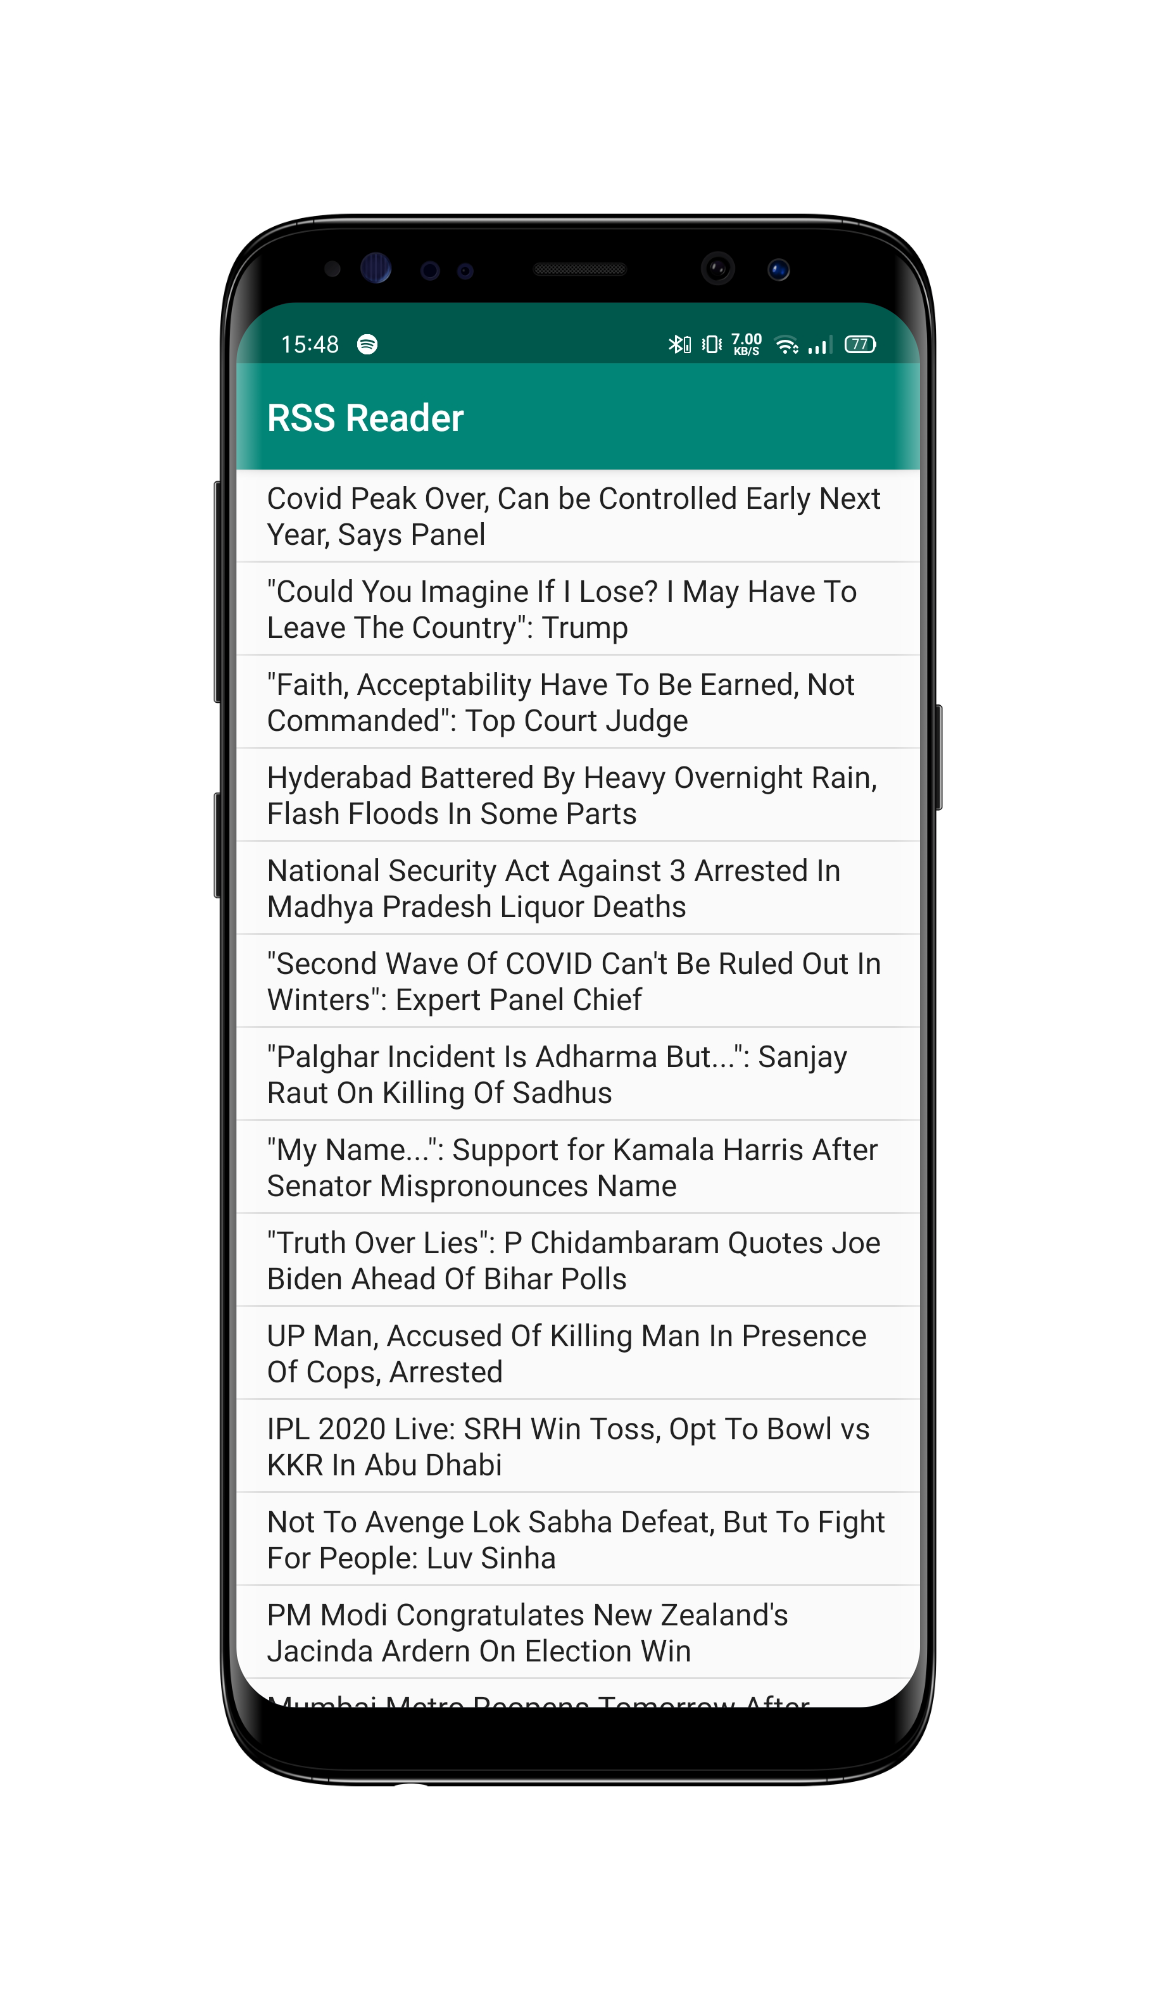 15:48
7.00
KB/S
77
RSS Reader
Covid Peak Over, Can be Controlled Early Next
Year, Says Panel
"Could You Imagine If I Lose? I May Have To
Leave The Country": Trump
"Faith, Acceptability Have To Be Earned, Not
Commanded": Top Court Judge
Hyderabad Battered By Heavy Overnight Rain,
Flash Floods In Some Parts
National Security Act Against 3 Arrested In
Madhya Pradesh Liquor Deaths
"Second Wave Of COVID Can't Be Ruled Out In
Winters": Expert Panel Chief
"Palghar Incident Is Adharma But...": Sanjay
Raut On Killing Of Sadhus
"My Name...": Support for Kamala Harris After
Senator Mispronounces Name
"Truth Over Lies": P Chidambaram Quotes Joe
Biden Ahead Of Bihar Polls
UP Man, Accused Of Killing Man In Presence
Of Cops, Arrested
IPL 2020 Live: SRH Win Toss, Opt To Bowl vs
KKR In Abu Dhabi
Not To Avenge Lok Sabha Defeat, But To Fight
For People: Luv Sinha
PM Modi Congratulates New Zealand's
Jacinda Ardern On Election Win
Mumbai Metro Reopens Tomorrow After